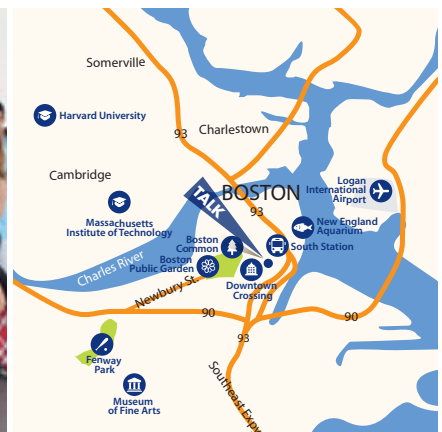 Somerville
Harvard University
93
Charlestown
Cambridge
Logan
International
Airport
TALK
BOSTON
93
Massachusetts
Institute of Technology
New England
Aquarium
Boston
Common
South Station
Boston
Public Garden
Charles River
Downtown
Crossing
Newbury St.
90
90
93
Fenway
Park
Southeast Expy
Museum
of Fine Arts